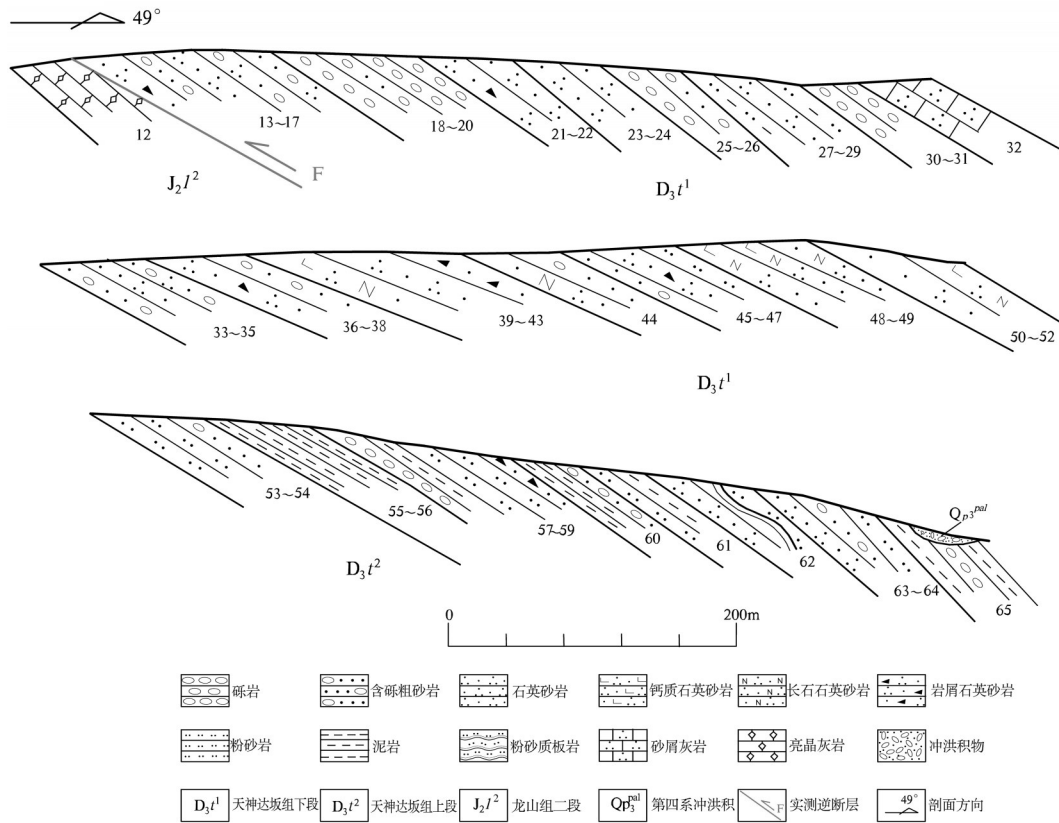 49°
12
13~17
18~20
21~22
23~24
25~26
27~29
30~31
32
F
J₂l²
D₃t¹
33~35
36~38
39~43
44
45~47
48~49
50~52
D₃t¹
53~54
55~56
57~59
60
61
62
63~64
65
Qp₃ᵖᵃˡ
D₃t²
0 200m
砾岩 含砾粗砂岩 石英砂岩 钙质石英砂岩 长石石英砂岩 岩屑石英砂岩
粉砂岩 泥岩 粉砂质板岩 砂屑灰岩 亮晶灰岩 冲洪积物
D₃t¹ 天神达坂组下段 D₃t² 天神达坂组上段 J₂l² 龙山组二段 Qp₃ᵖᵃˡ 第四系冲洪积 F 实测逆断层 49° 剖面方向